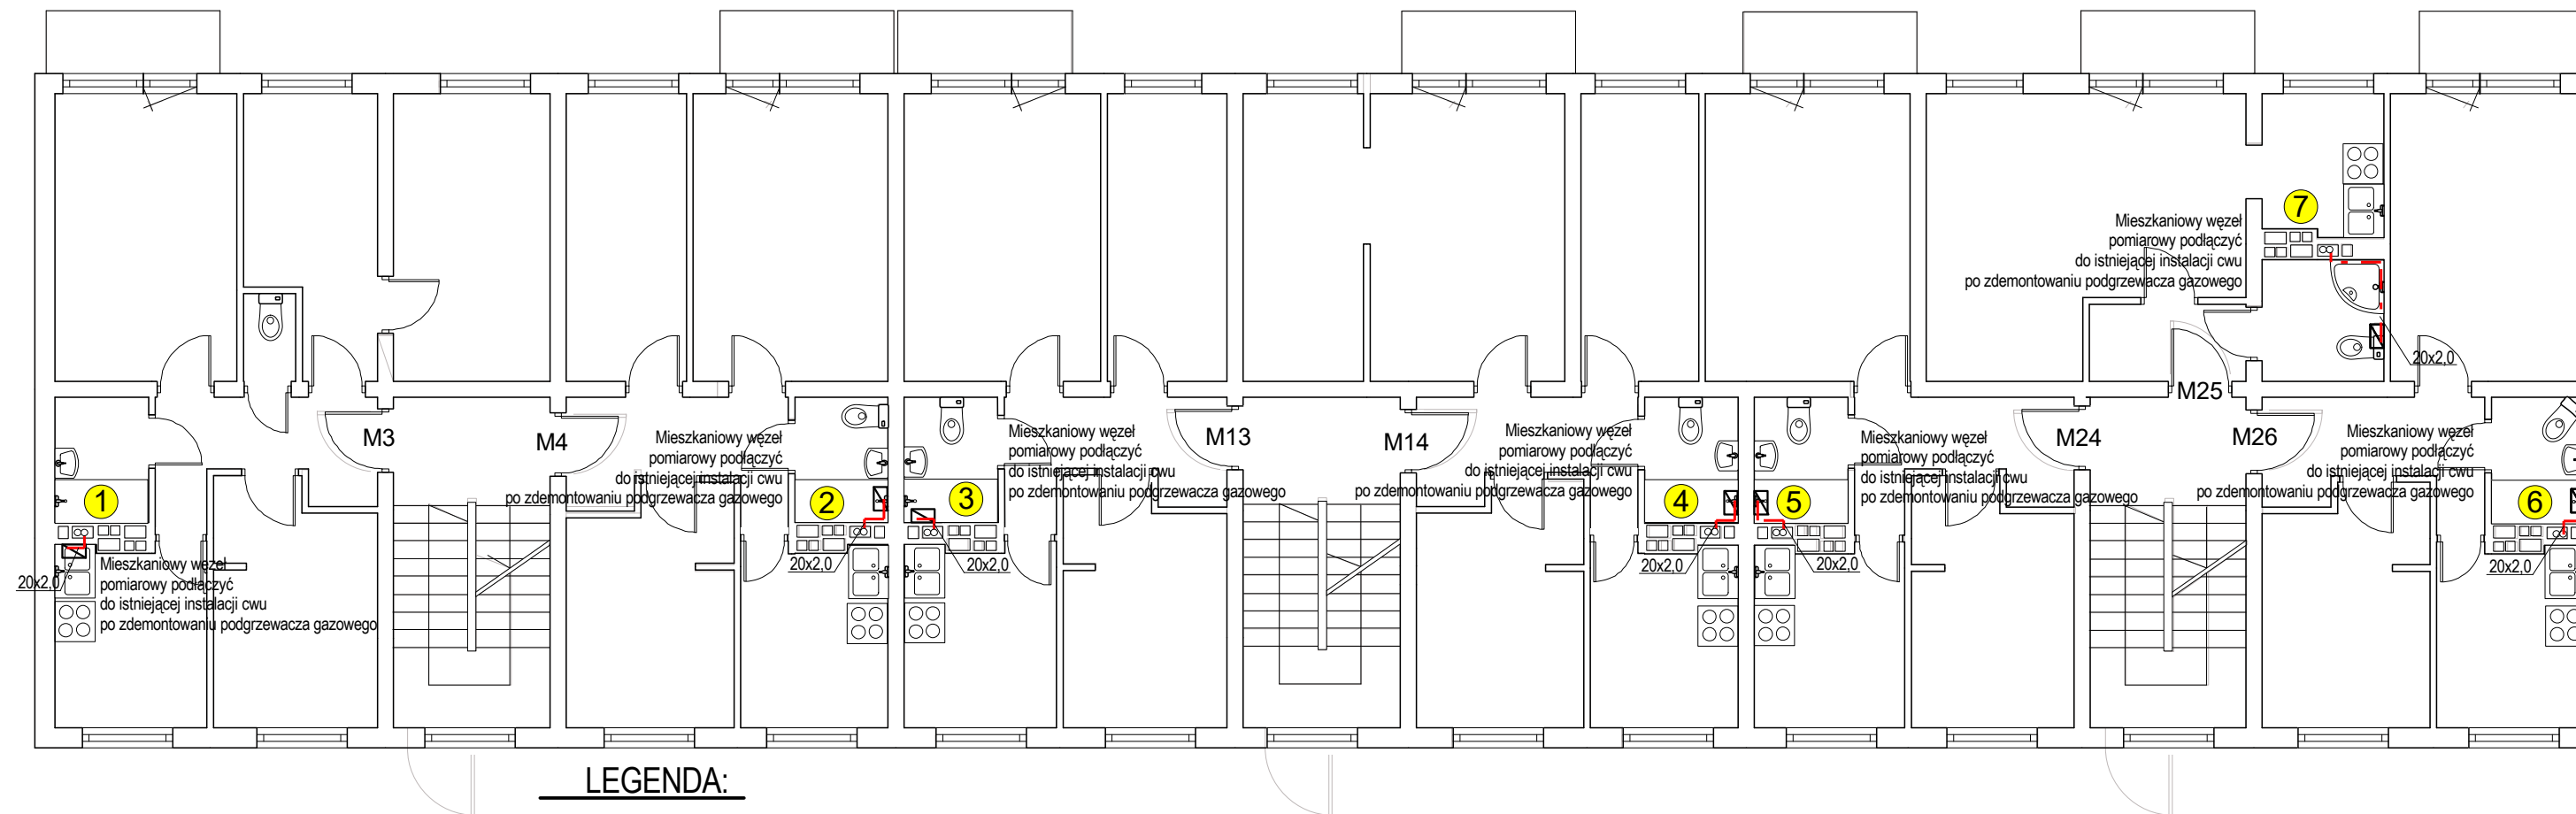 7
Mieszkaniowy węzeł
pomiarowy podłączyć
do istniejącej instalacji cwu
po zdemontowaniu podgrzewacza gazowego
20x2,0
M25
M3
M4
Mieszkaniowy węzeł
pomiarowy podłączyć
do istniejącej instalacji cwu
po zdemontowaniu podgrzewacza gazowego
Mieszkaniowy węzeł
pomiarowy podłączyć
do istniejącej instalacji cwu
po zdemontowaniu podgrzewacza gazowego
M13
M14
Mieszkaniowy węzeł
pomiarowy podłączyć
do istniejącej instalacji cwu
po zdemontowaniu podgrzewacza gazowego
Mieszkaniowy węzeł
pomiarowy podłączyć
do istniejącej instalacji cwu
po zdemontowaniu podgrzewacza gazowego
M24
M26
Mieszkaniowy węzeł
pomiarowy podłączyć
do istniejącej instalacji cwu
po zdemontowaniu podgrzewacza gazowego
1
2
3
4
5
6
20x2,0
Mieszkaniowy węzeł
pomiarowy podłączyć
do istniejącej instalacji cwu
po zdemontowaniu podgrzewacza gazowego
20x2,0
20x2,0
20x2,0
20x2,0
20x2,0
LEGENDA: